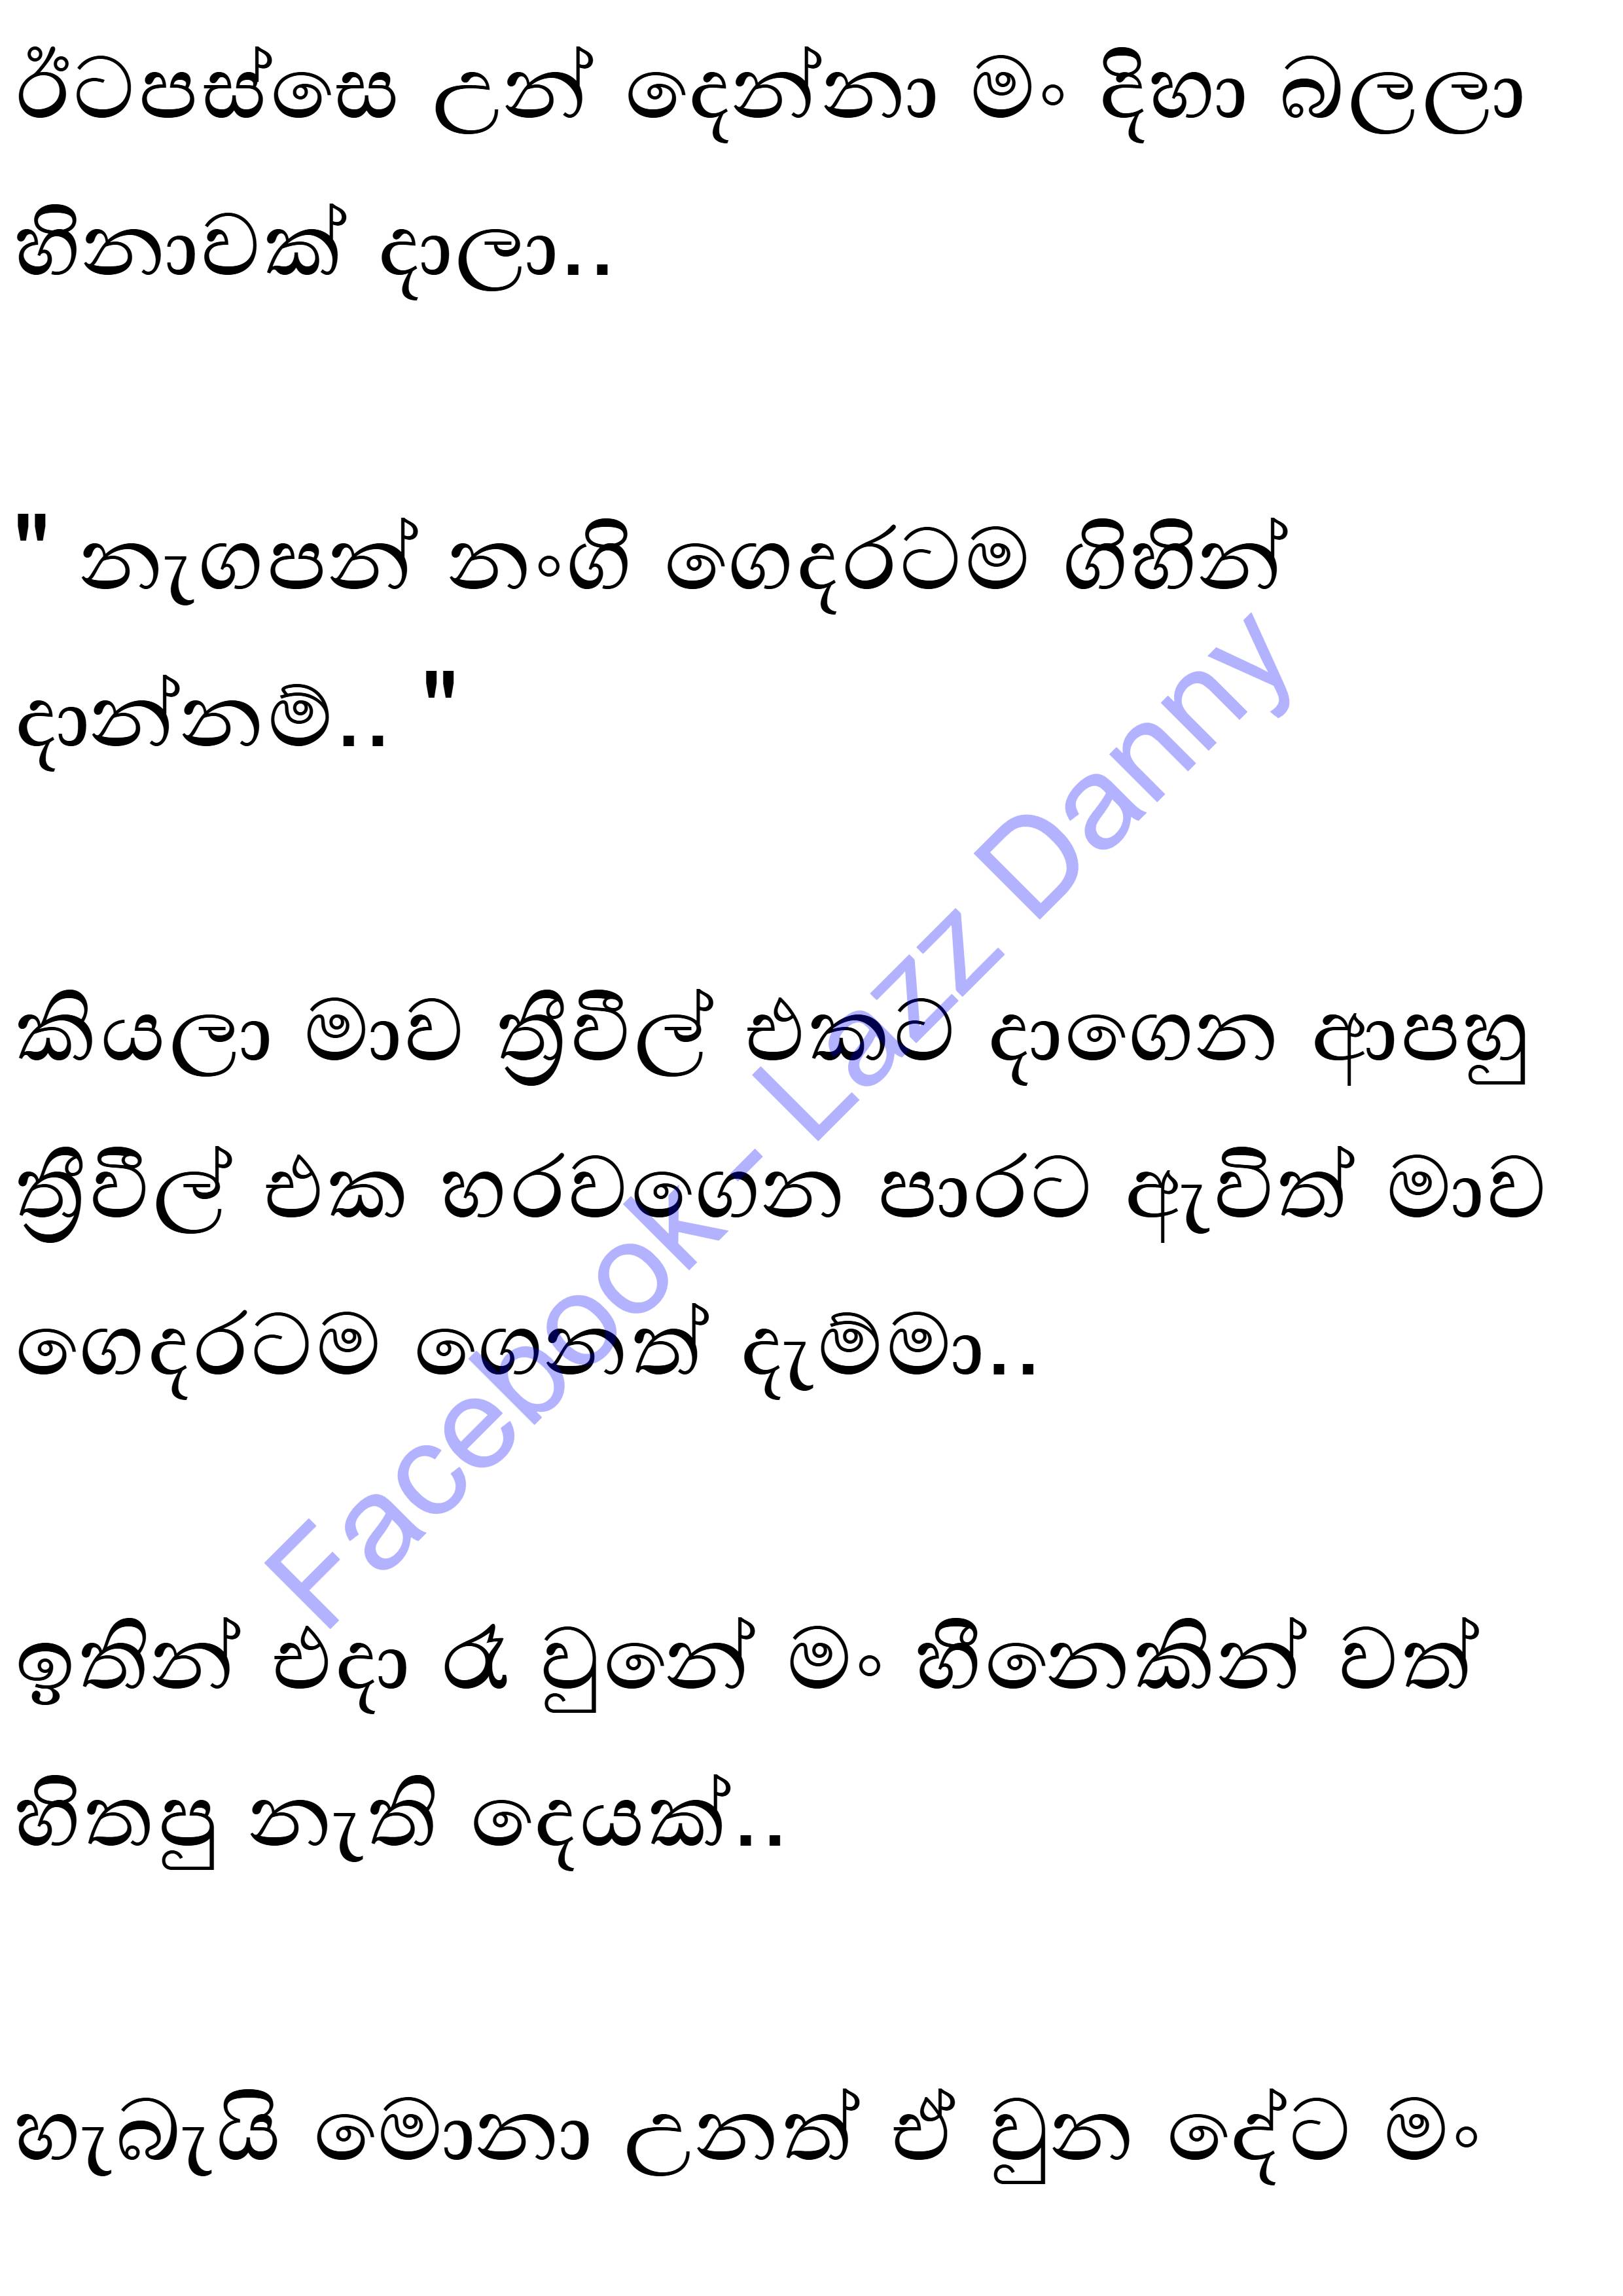 ඊටපස්සෙ උන් දෙන්නා මං දිහා බලලා
හිනාවක් දාලා..
" නැගපන් නංගි ගෙදරටම ගිහින්
දාන්නම්.. "
කියලා මාව ත්‍රීවීල් එකට දාගෙන ආපහු
ත්‍රීවීල් එක හරවගෙන පාරට ඇවිත් මාව
ගෙදරටම ගෙනත් දැම්මා..
ඉතින් එදා රෑ වුනේ මං හීනෙකින් වත්
හිතපු නැති දෙයක්..
හැබැයි මොනා උනත් ඒ වුන දේට මං
Facebook- Lazz Danny